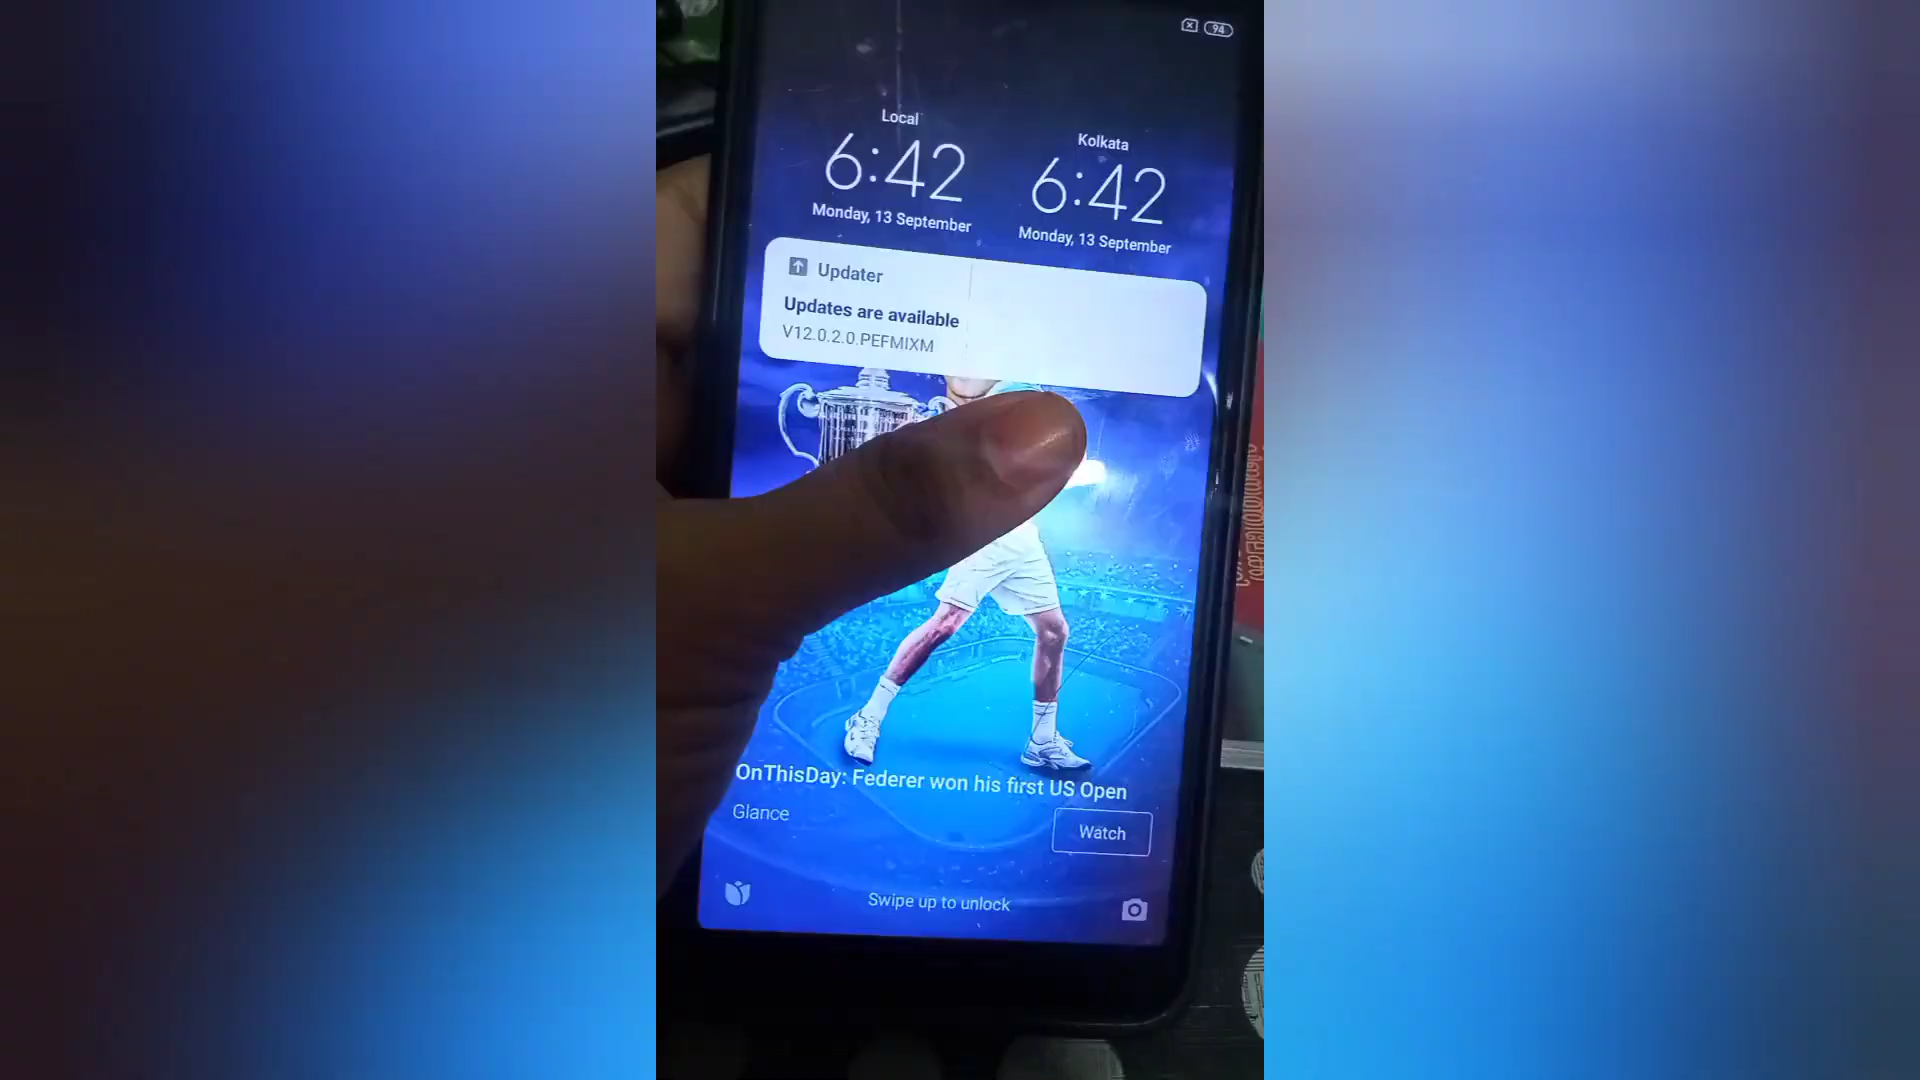 94
Local
6:42
Monday, 13 September
Kolkata
6:42
Monday, 13 September
Updater
Updates are available
V12.0.2.0.PEFMIXM
OnThisDay: Federer won his first US Open
Glance
Watch
Swipe up to unlock